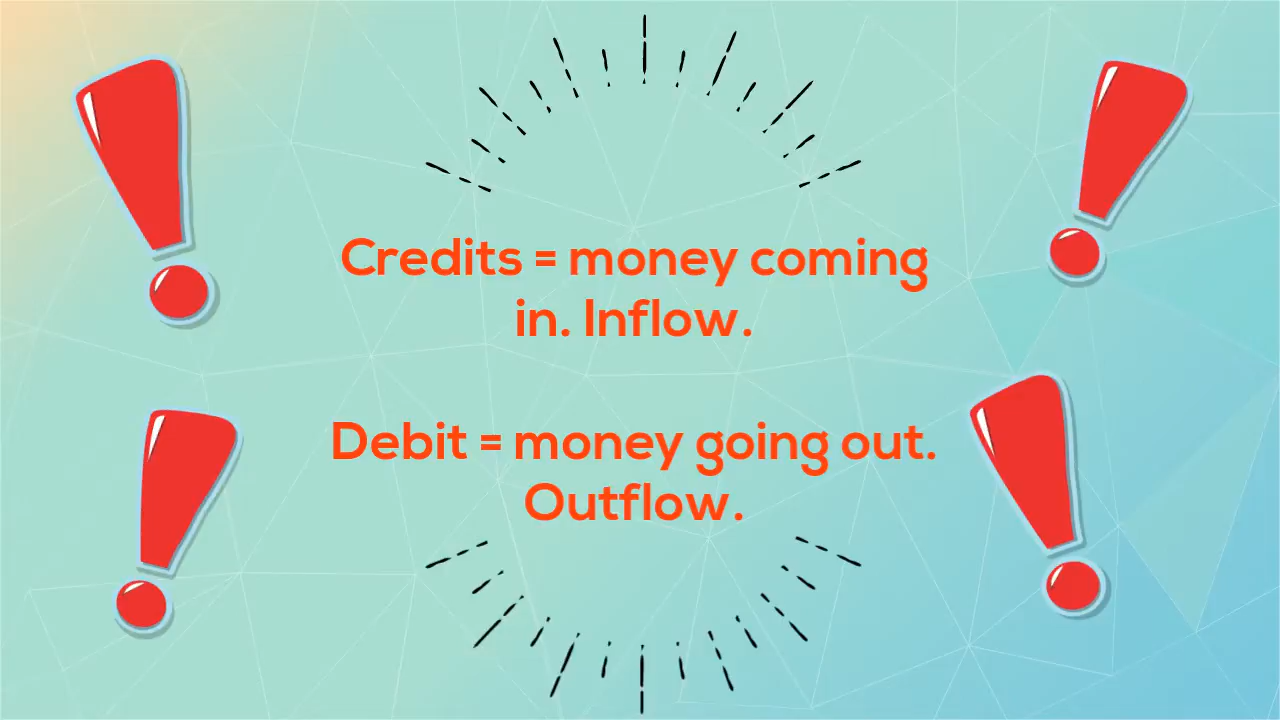 Credits = money coming
in. Inflow.
Debit = money going out.
Outflow.